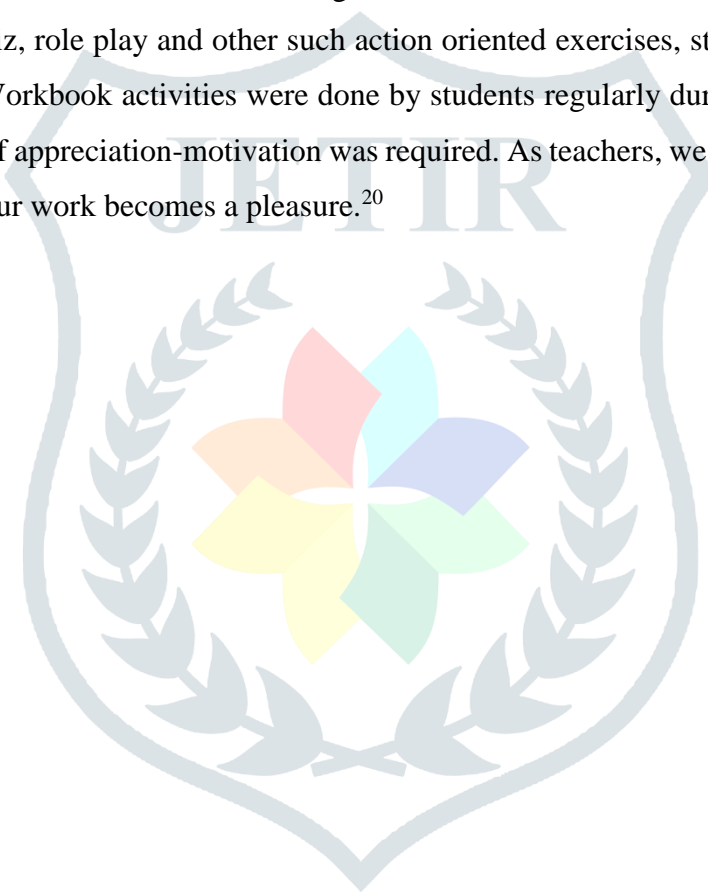 iz, role play and other such action oriented exercises, st
Workbook activities were done by students regularly dur
f appreciation-motivation was required. As teachers, we
ur work becomes a pleasure.20
JETIR